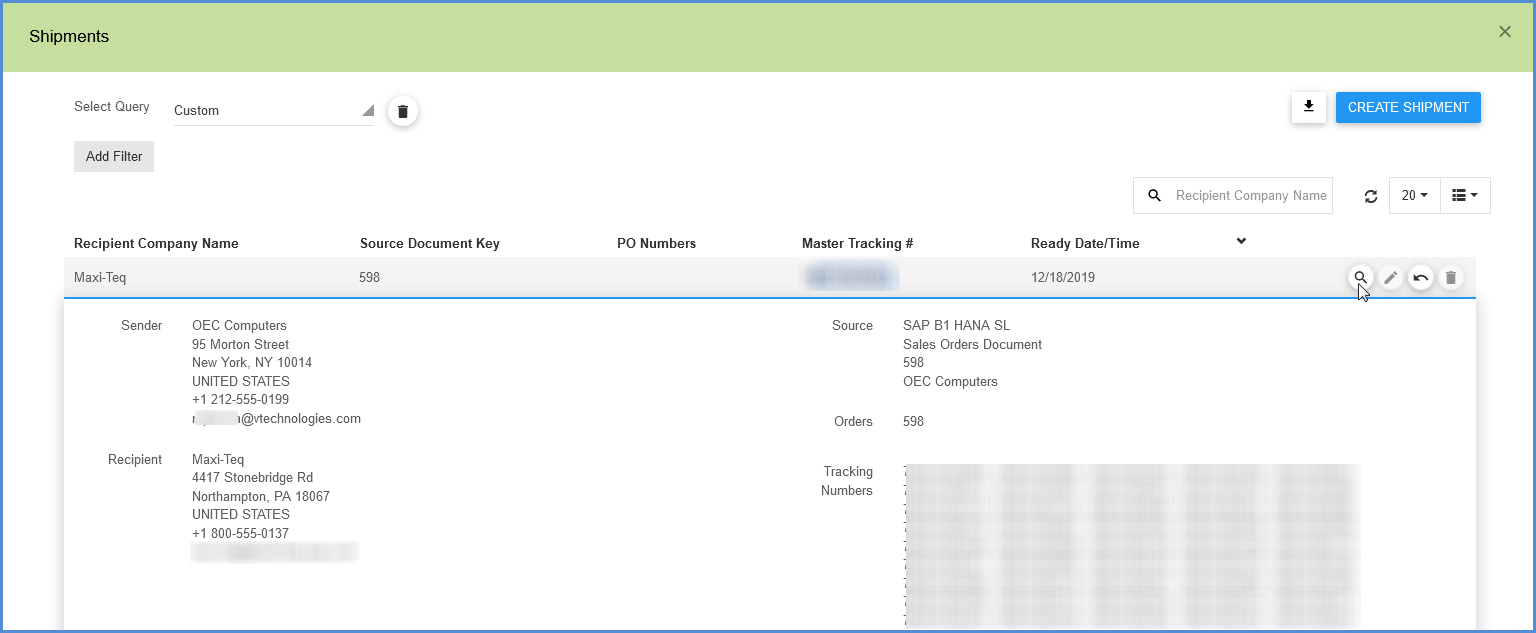 Shipments
Select Query Custom CREATE SHIPMENT
Add Filter
Recipient Company Name 20
Recipient Company Name Source Document Key PO Numbers Master Tracking # Ready Date/Time
Maxi-Teq 598 12/18/2019
Sender OEC Computers
95 Morton Street
New York, NY 10014
UNITED STATES
+1 212-555-0199
@vtechnologies.com
Recipient Maxi-Teq
4417 Stonebridge Rd
Northampton, PA 18067
UNITED STATES
+1 800-555-0137
Source SAP B1 HANA SL
Sales Orders Document
598
OEC Computers
Orders 598
Tracking
Numbers